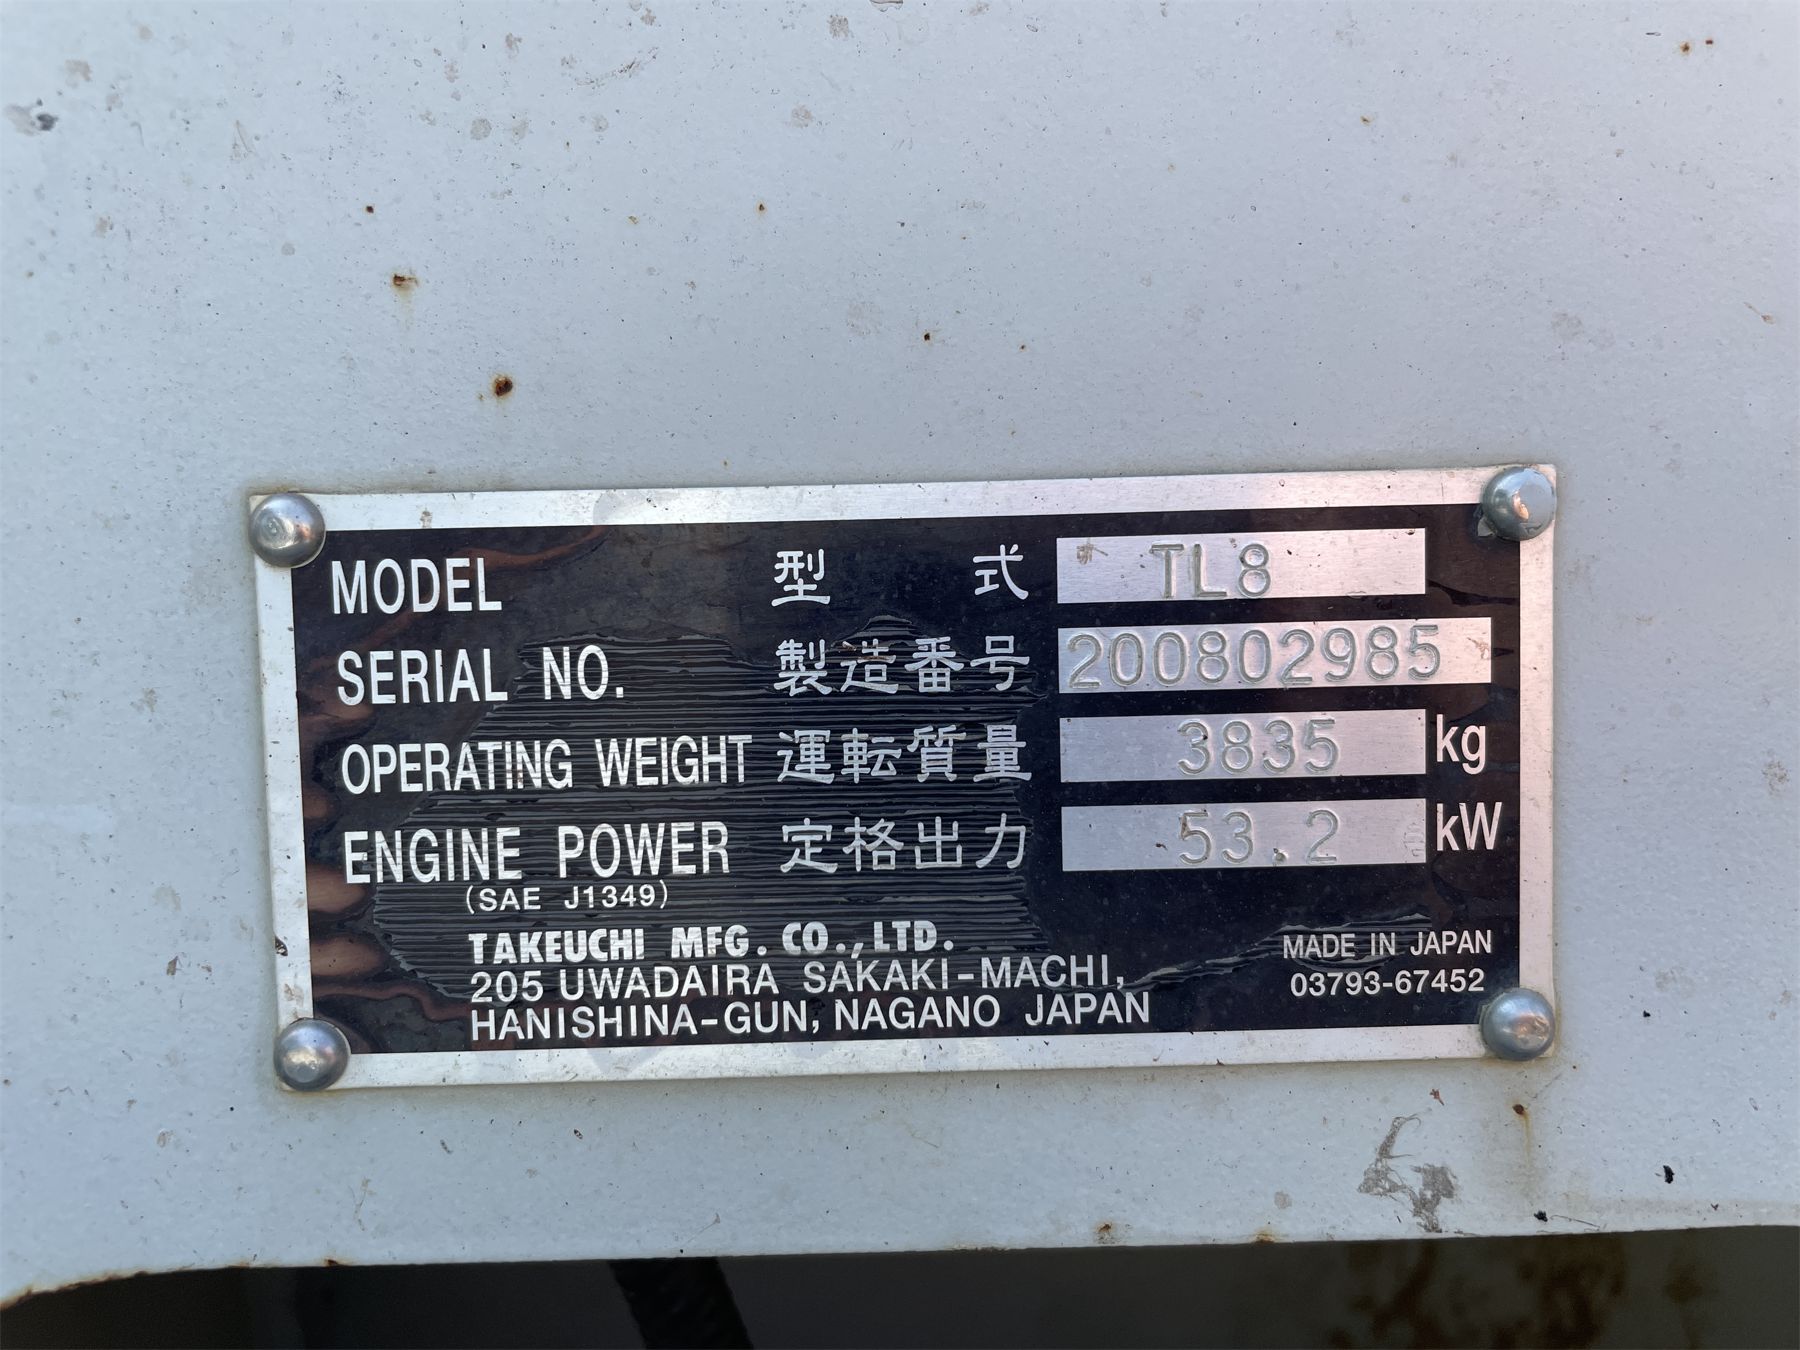 MODEL 型式 TL8
SERIAL NO. 製造番号 200802985
OPERATING WEIGHT 運転質量 3835 kg
ENGINE POWER 定格出力 53.2 kW
(SAE J1349)
TAKEUCHI MFG. CO., LTD.
205 UWADAIRA SAKAKI-MACHI,
HANISHINA-GUN, NAGANO JAPAN
MADE IN JAPAN
03793-67452